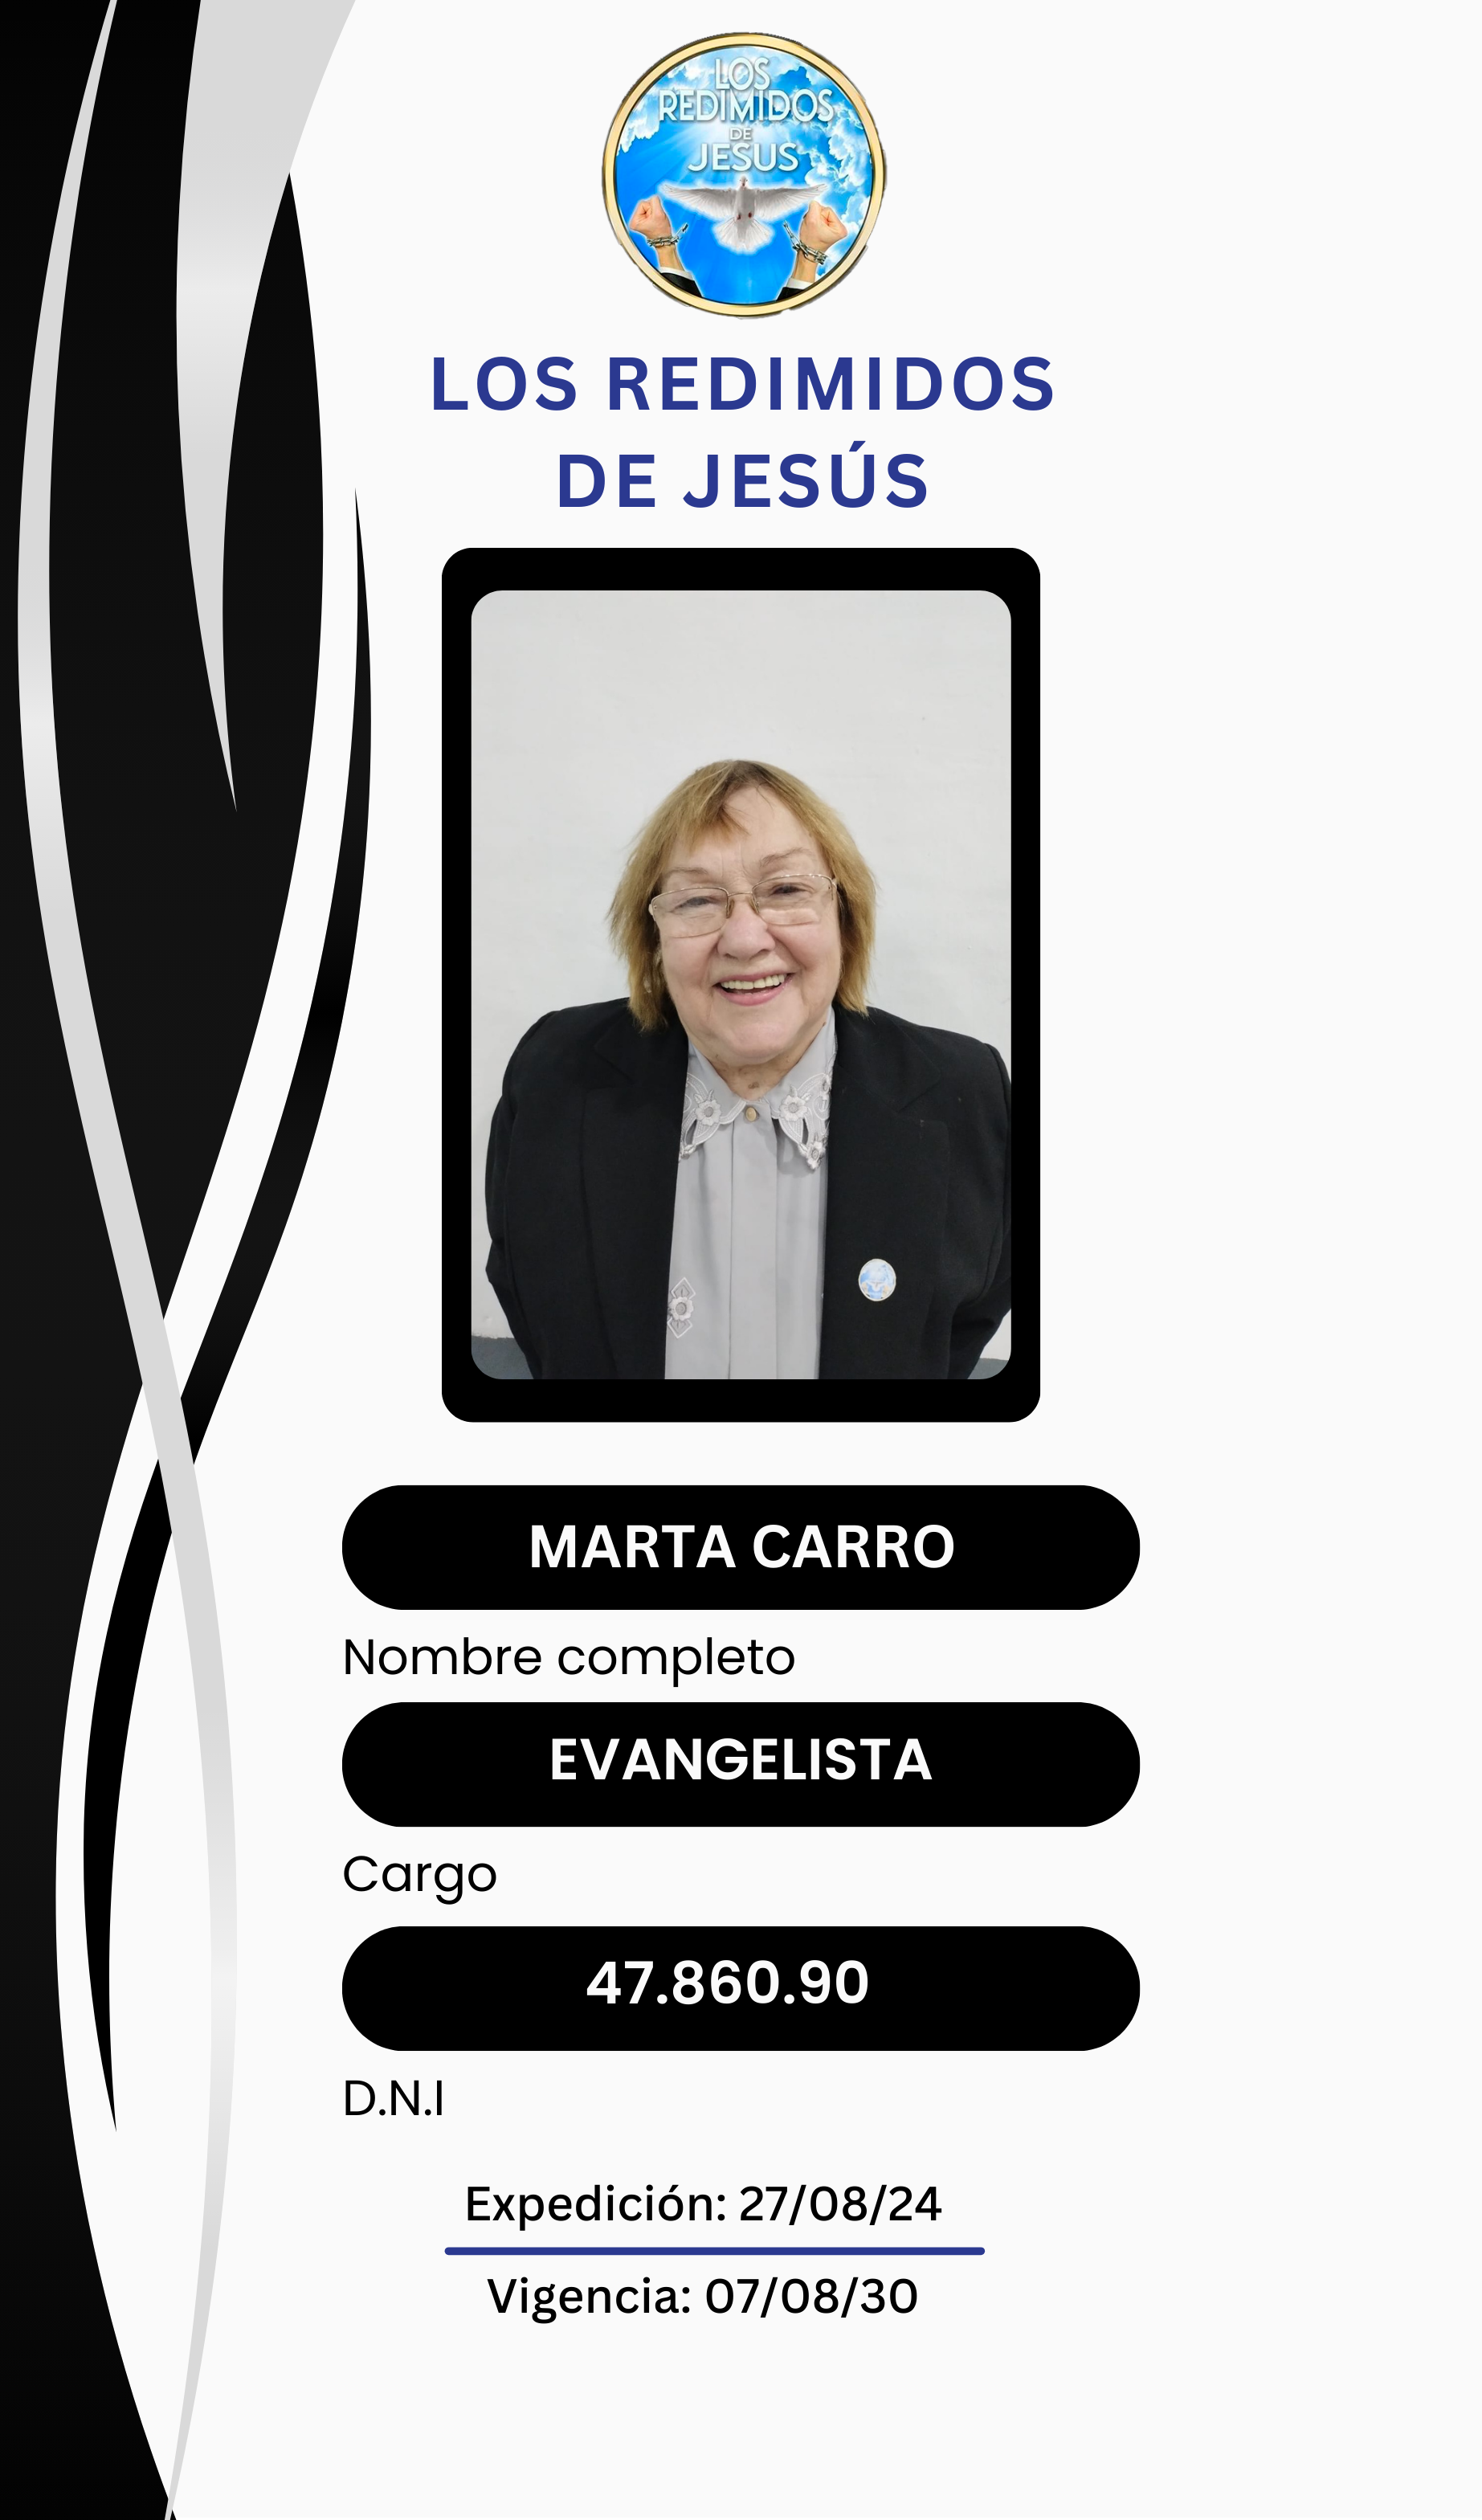 LOS
REDIMIDOS
DE
JESUS
LOS REDIMIDOS
DE JESÚS
MARTA CARRO
Nombre completo
EVANGELISTA
Cargo
47.860.90
D.N.I
Expedición: 27/08/24
Vigencia: 07/08/30